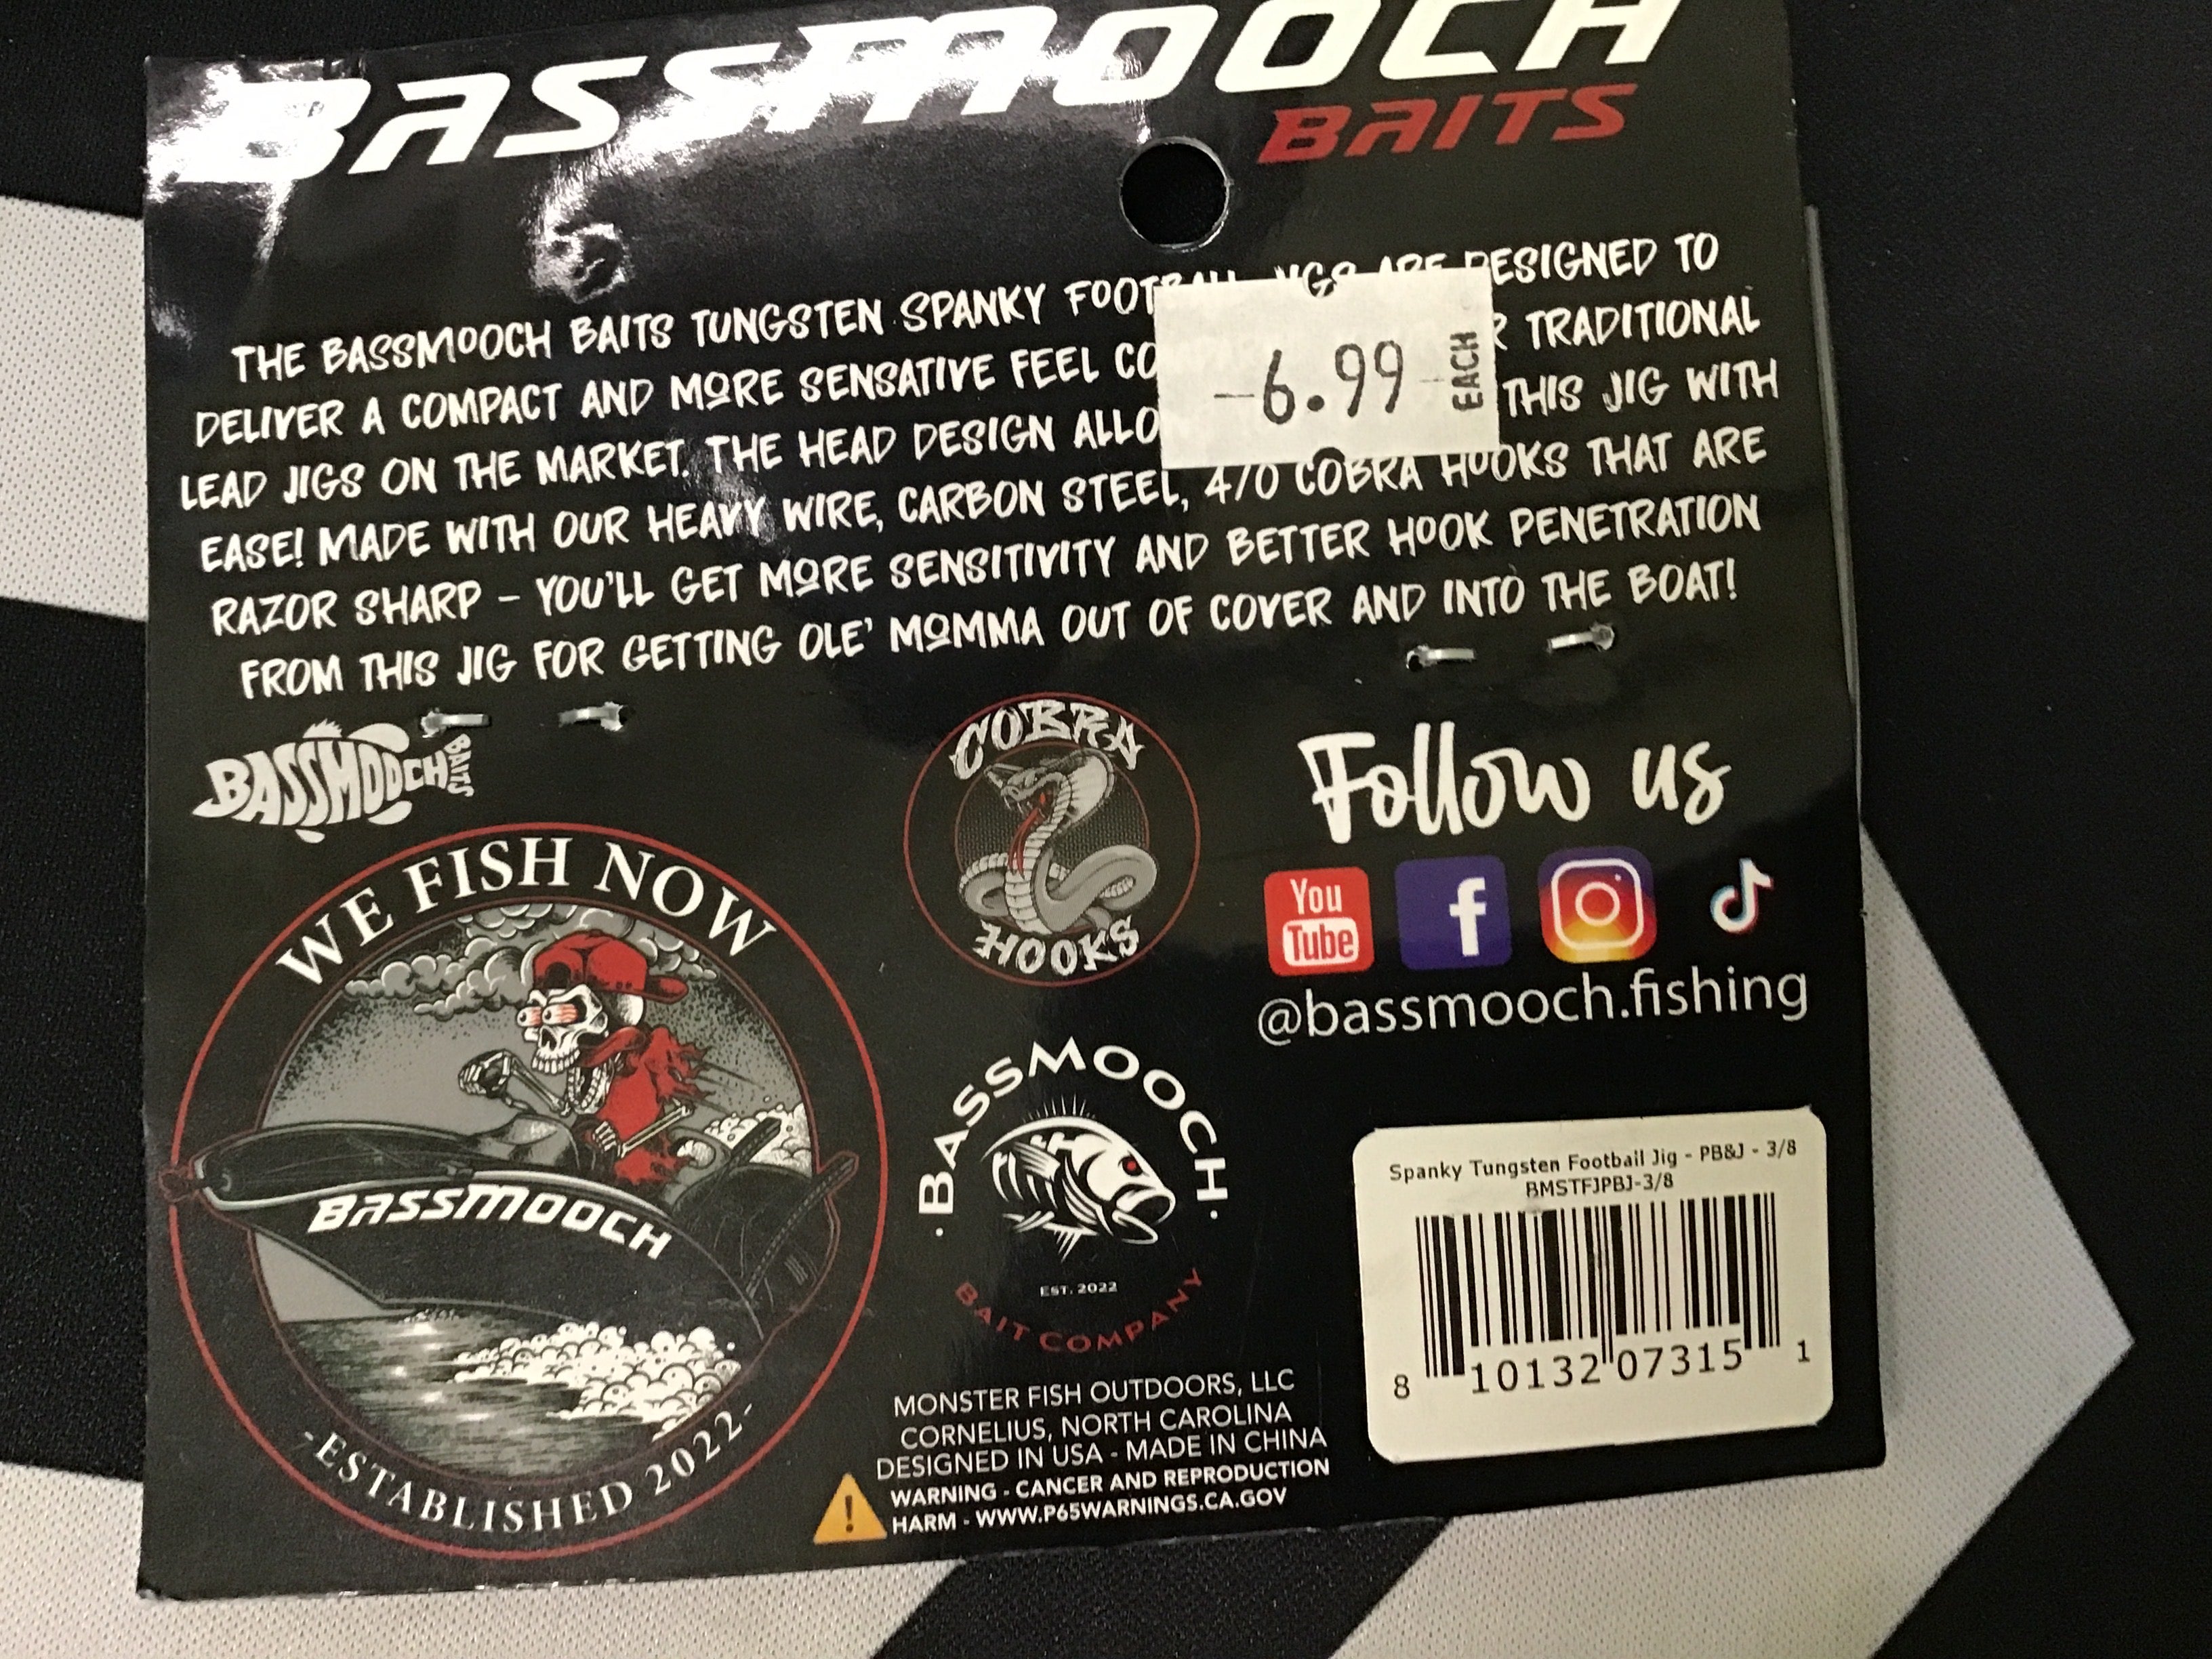 BASSMOOCH
BAITS
THE BASSMOOCH BAITS TUNGSTEN SPANKY FOOTBALL JIGS ARE DESIGNED TO
DELIVER A COMPACT AND MORE SENSATIVE FEEL CO R TRADITIONAL
LEAD JIGS ON THE MARKET. THE HEAD DESIGN ALLO THIS JIG WITH
EASE! MADE WITH OUR HEAVY WIRE, CARBON STEEL, 4/0 COBRA HOOKS THAT ARE
RAZOR SHARP - YOU'LL GET MORE SENSITIVITY AND BETTER HOOK PENETRATION
FROM THIS JIG FOR GETTING OLE' MOMMA OUT OF COVER AND INTO THE BOAT!
-6.99 EACH
BASSMOOCH BAITS
WE FISH NOW
BASSMOOCH
-ESTABLISHED 2022-
COBRA
HOOKS
·BASSMOOCH·
EST. 2022
BAIT COMPANY
MONSTER FISH OUTDOORS, LLC
CORNELIUS, NORTH CAROLINA
DESIGNED IN USA - MADE IN CHINA
WARNING - CANCER AND REPRODUCTION
HARM - WWW.P65WARNINGS.CA.GOV
Follow us
You
Tube
f
@bassmooch.fishing
Spanky Tungsten Football Jig - PB&J - 3/8
BMSTFJPBJ-3/8
8 10132 07315 1